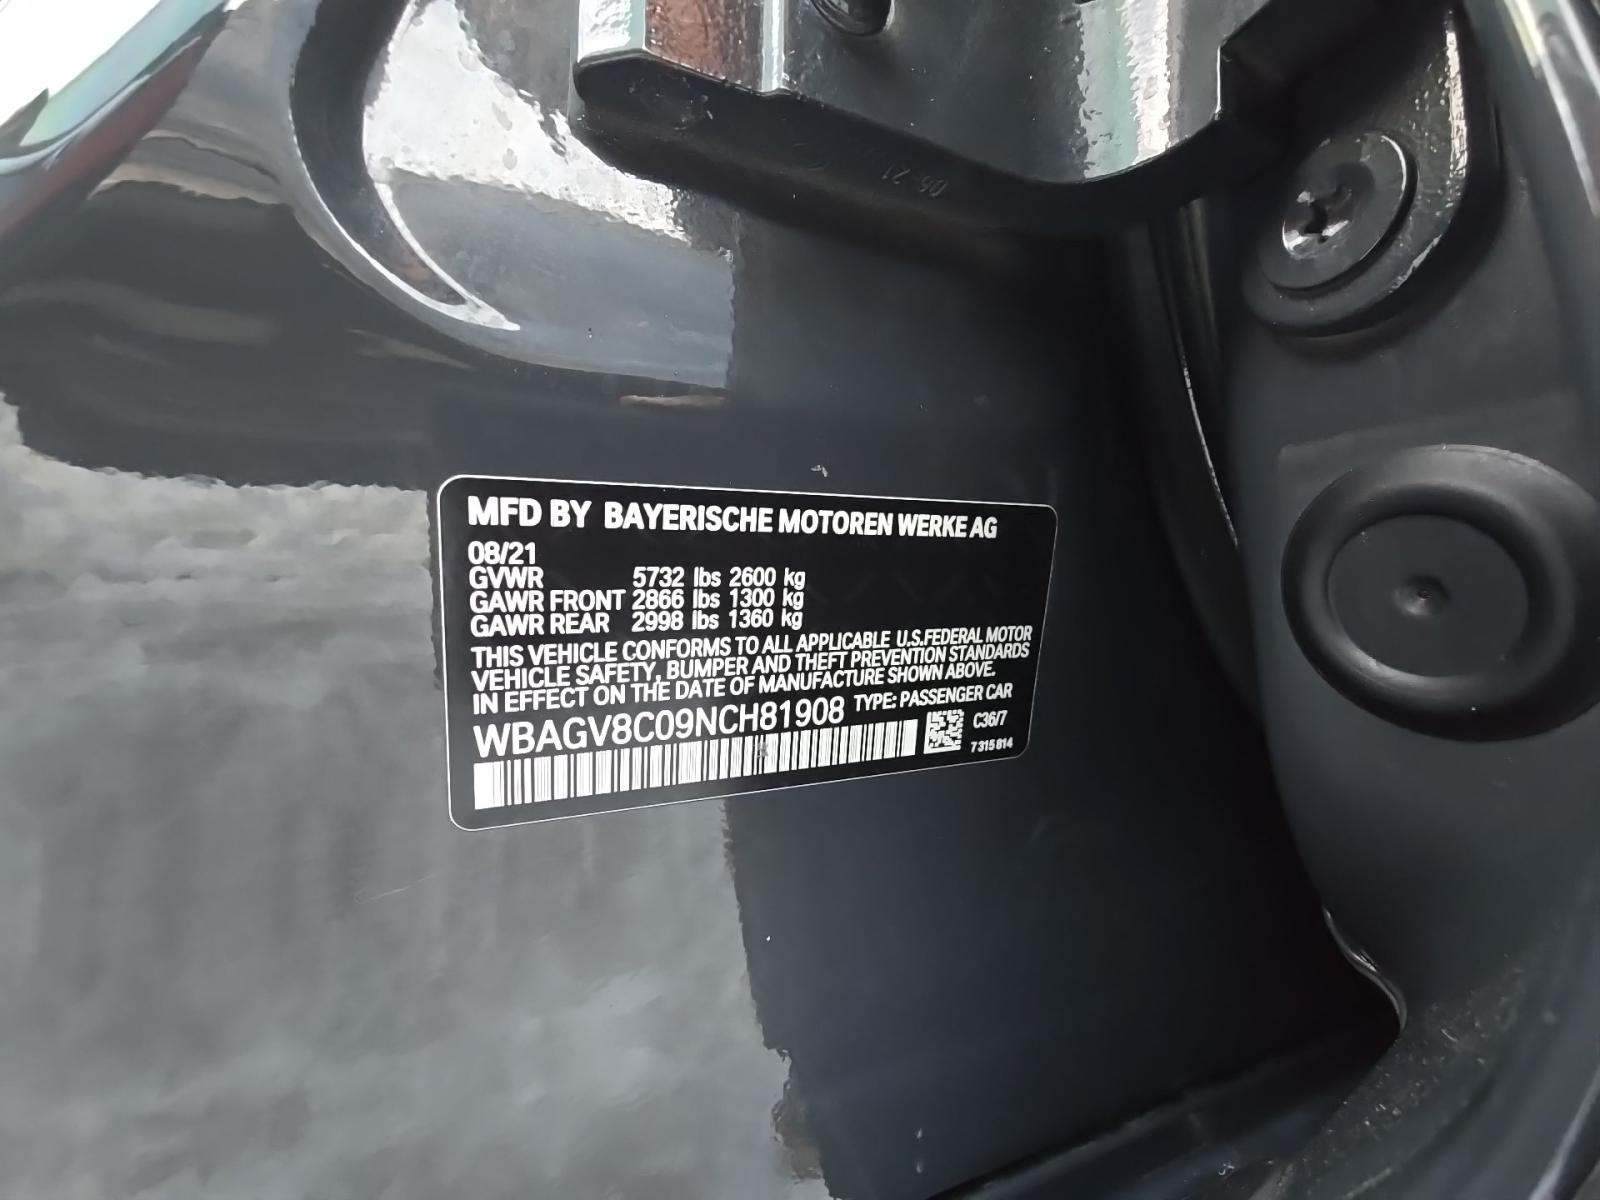 06 21
MFD BY BAYERISCHE MOTOREN WERKE AG
08/21
GVWR 5732 lbs 2600 kg
GAWR FRONT 2866 lbs 1300 kg
GAWR REAR 2998 lbs 1360 kg
THIS VEHICLE CONFORMS TO ALL APPLICABLE U.S.FEDERAL MOTOR
VEHICLE SAFETY, BUMPER AND THEFT PREVENTION STANDARDS
IN EFFECT ON THE DATE OF MANUFACTURE SHOWN ABOVE.
WBAGV8C09NCH81908 TYPE: PASSENGER CAR
C36/7
7 315 814